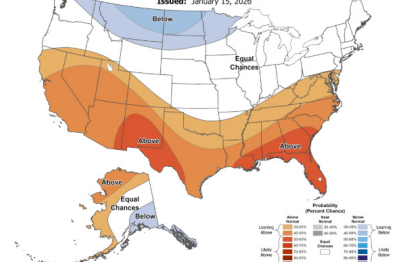 Issued: January 15, 2026
Below
Equal
Chances
Above
Above
Above
Equal
Chances
Below
Probability
(Percent Chance)
Above
Normal
Near
Normal
Below
Normal
Leaning
Above
Equal
Chances
Leaning
Below
Likely
Above
Likely
Below